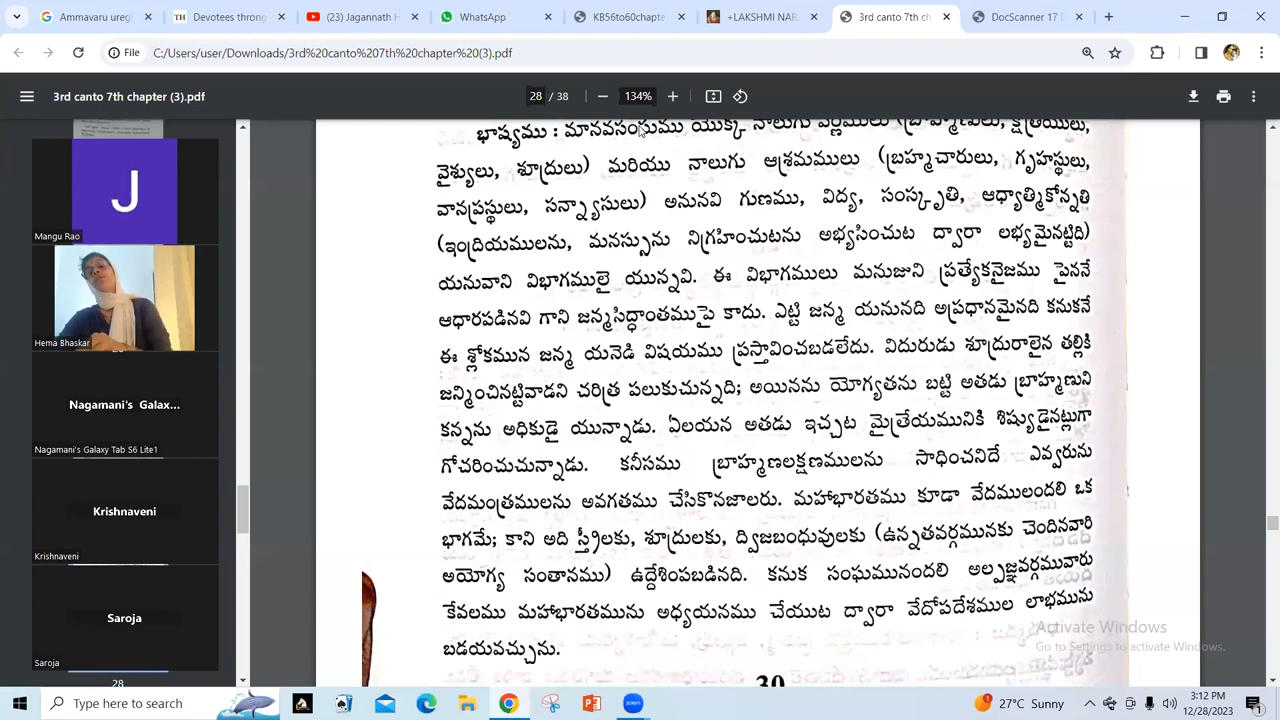 Ammavaru uregl
Devotees throng
(23) Jagannath H
WhatsApp
KB56to60chapte
+LAKSHMI NAR
3rd canto 7th ch
DocScanner 17 D
File
C:/Users/user/Downloads/3rd%20canto%207th%20chapter%20(3).pdf
3rd canto 7th chapter (3).pdf
28 / 38
134%
J
Mangu Rao
Hema Bhaskar
Nagamani's Galax...
Nagamani's Galaxy Tab S6 Lite1
Krishnaveni
Krishnaveni
Saroja
Saroja
28
భాష్యము : మానవసంఘము యొక్క నాలుగు వర్ణములు (బ్రాహ్మణులు, క్షత్రియులు,
వైశ్యులు, శూద్రులు) మరియు నాలుగు ఆశ్రమములు (బ్రహ్మచారులు, గృహస్థులు,
వానప్రస్థులు, సన్న్యాసులు) అనునవి గుణము, విద్య, సంస్కృతి, ఆధ్యాత్మికోన్నతి
(ఇంద్రియములను, మనస్సును నిగ్రహించుటను అభ్యసించుట ద్వారా లభ్యమైనట్టిది)
యనువాని విభాగములై యున్నవి. ఈ విభాగములు మనుజుని ప్రత్యేకనైజము పైననే
ఆధారపడినవి గాని జన్మసిద్ధాంతముపై కాదు. ఎట్టి జన్మ యనునది అప్రధానమైనది కనుకనే
ఈ శ్లోకమున జన్మ యనెడి విషయము ప్రస్తావించబడలేదు. విదురుడు శూద్రురాలైన తల్లికి
జన్మించినట్టివాడని చరిత్ర పలుకుచున్నది; అయినను యోగ్యతను బట్టి అతడు బ్రాహ్మణుని
కన్నను అధికుడై యున్నాడు. ఏలయన అతడు ఇచ్చట మైత్రేయమునికి శిష్యుడైనట్లుగా
గోచరించుచున్నాడు. కనీసము బ్రాహ్మణలక్షణములను సాధించనిదే ఎవ్వరును
వేదమంత్రములను అవగతము చేసికొనజాలరు. మహాభారతము కూడా వేదములందలి ఒక
భాగమే; కాని అది స్త్రీలకు, శూద్రులకు, ద్విజబంధువులకు (ఉన్నతవర్గమునకు చెందినవారి
అయోగ్య సంతానము) ఉద్దేశింపబడినది. కనుక సంఘమునందలి అల్పజ్ఞవర్గమువారు
కేవలము మహాభారతమును అధ్యయనము చేయుట ద్వారా వేదోపదేశముల లాభమును
బడయవచ్చును.
30
Activate Windows
Go to Settings to activate Windows.
Type here to search
27°C Sunny
3:12 PM
12/28/2023